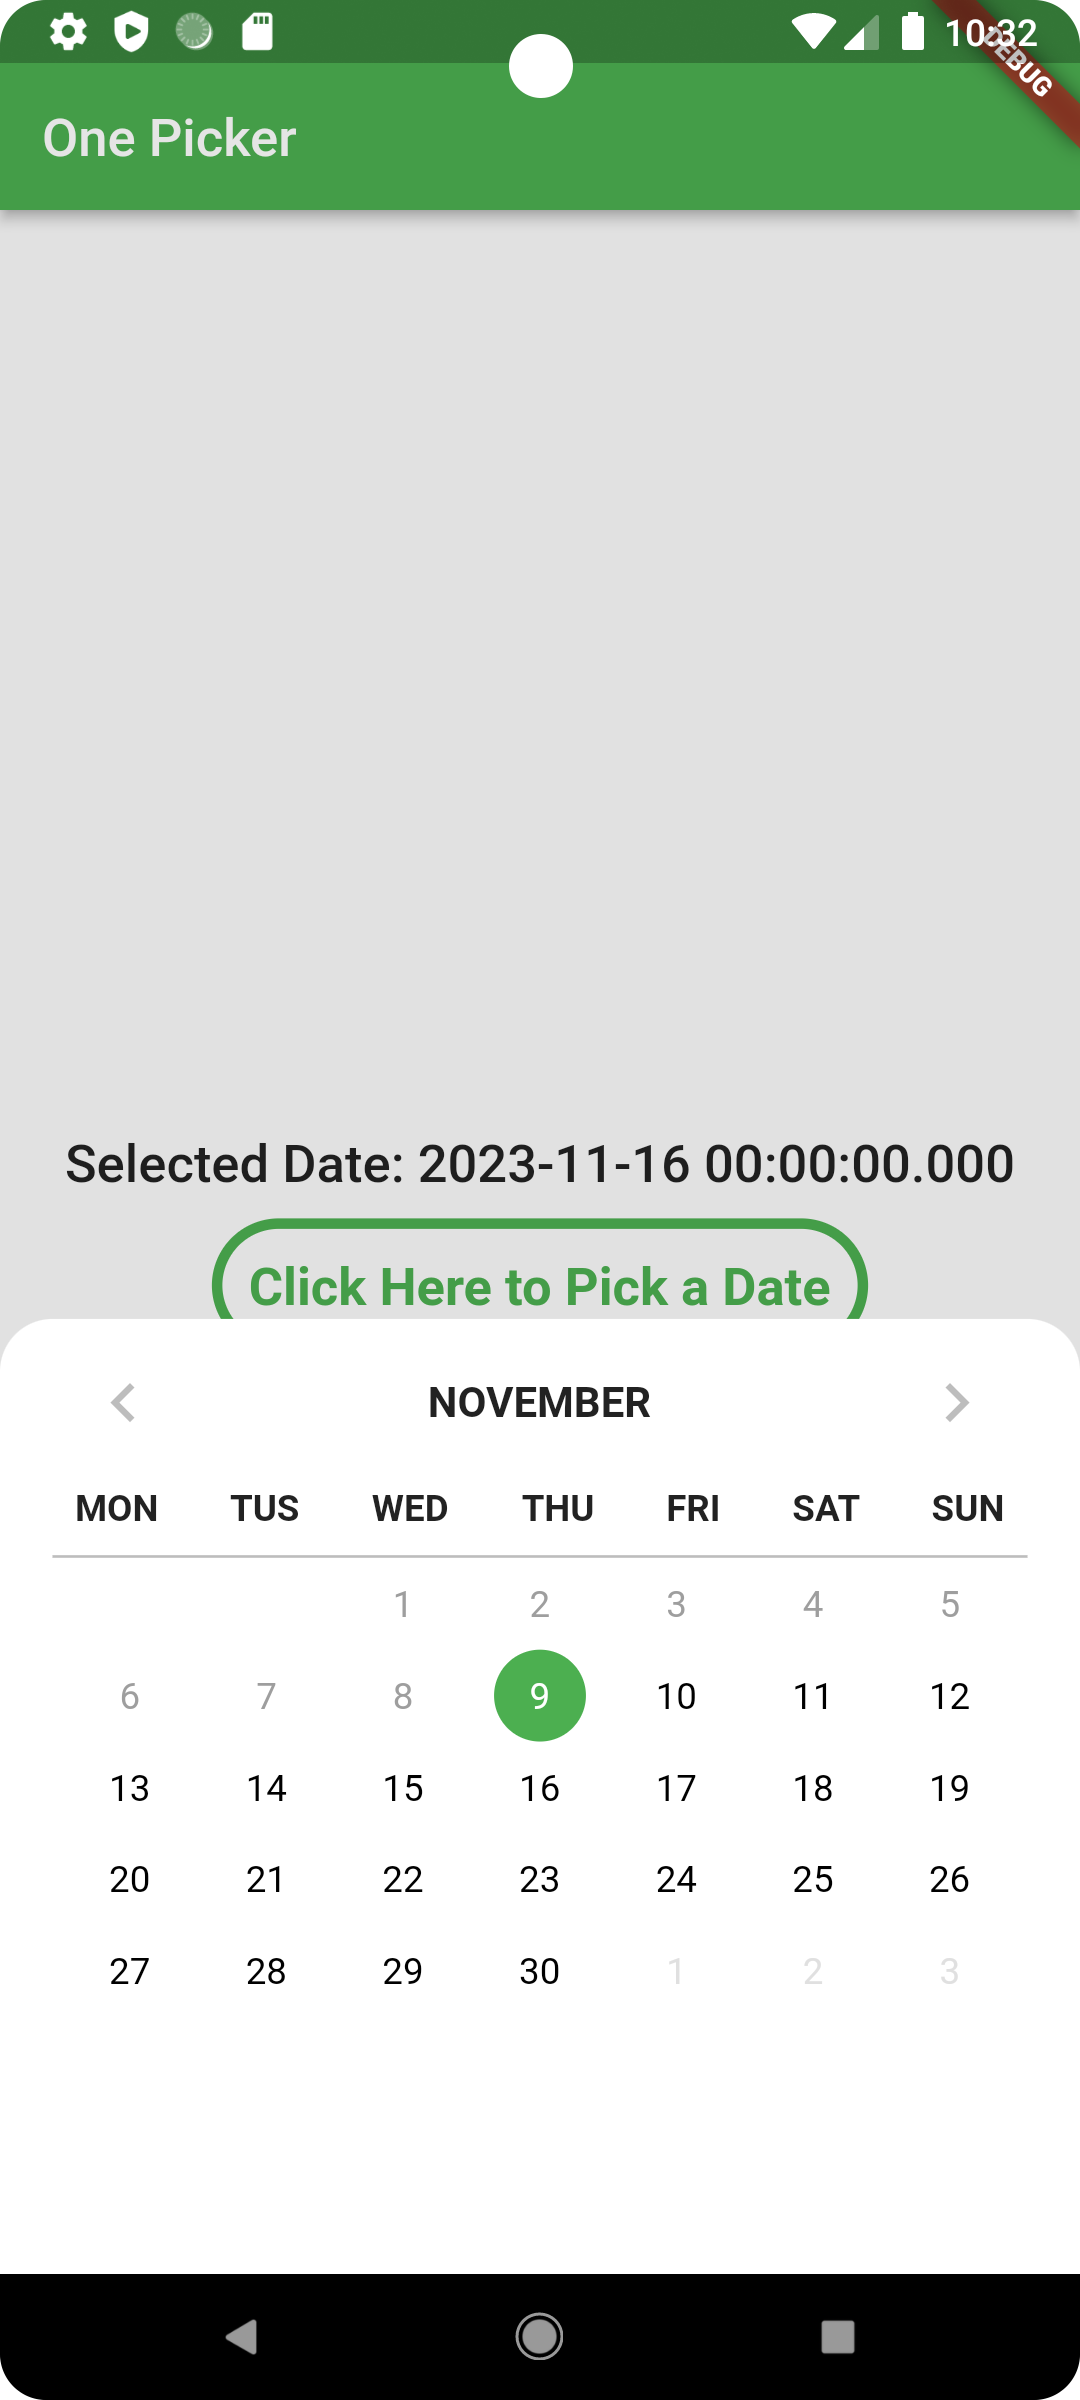 10:32
DEBUG
One Picker
Selected Date: 2023-11-16 00:00:00.000
Click Here to Pick a Date
NOVEMBER
MON TUS WED THU FRI SAT SUN
1 2 3 4 5
6 7 8 9 10 11 12
13 14 15 16 17 18 19
20 21 22 23 24 25 26
27 28 29 30 1 2 3